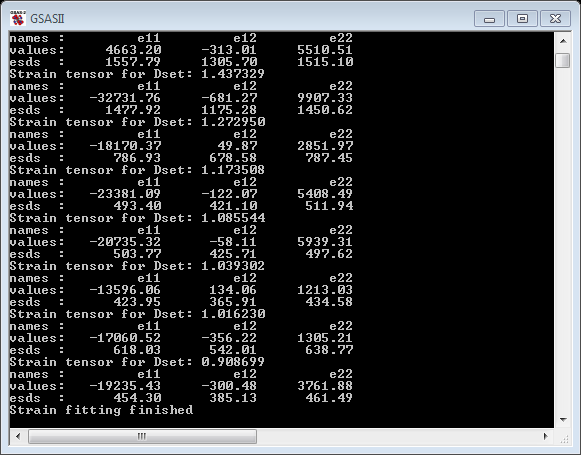 GSASII
names :         e11         e12         e22
values:     4663.20     -313.01     5510.51
esds  :     1557.79     1305.70     1515.10
Strain tensor for Dset: 1.437329
names :         e11         e12         e22
values:   -32731.76     -681.27     9907.33
esds  :     1477.92     1175.28     1450.62
Strain tensor for Dset: 1.272950
names :         e11         e12         e22
values:   -18170.37       49.87     2851.97
esds  :      786.93      678.58      787.45
Strain tensor for Dset: 1.173508
names :         e11         e12         e22
values:   -23381.09     -122.07     5408.49
esds  :      493.40      421.10      511.94
Strain tensor for Dset: 1.085544
names :         e11         e12         e22
values:   -20735.32      -58.11     5939.31
esds  :      503.77      425.71      497.62
Strain tensor for Dset: 1.039302
names :         e11         e12         e22
values:   -13596.06      134.06     1213.03
esds  :      423.95      365.91      434.58
Strain tensor for Dset: 1.016230
names :         e11         e12         e22
values:   -17060.52     -356.22     1305.21
esds  :      618.03      542.01      638.77
Strain tensor for Dset: 0.908699
names :         e11         e12         e22
values:   -19235.43     -300.48     3761.88
esds  :      454.30      385.13      461.49
Strain fitting finished